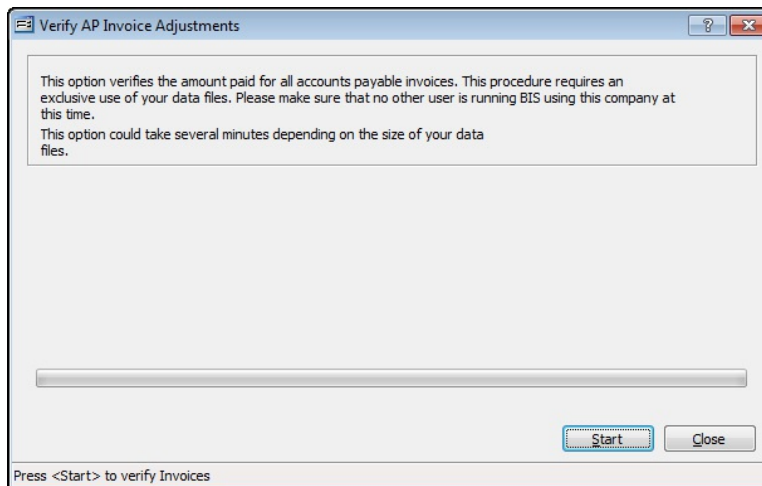 Verify AP Invoice Adjustments
?
This option verifies the amount paid for all accounts payable invoices. This procedure requires an
exclusive use of your data files. Please make sure that no other user is running BIS using this company at
this time.
This option could take several minutes depending on the size of your data
files.
Start
Close
Press <Start> to verify Invoices